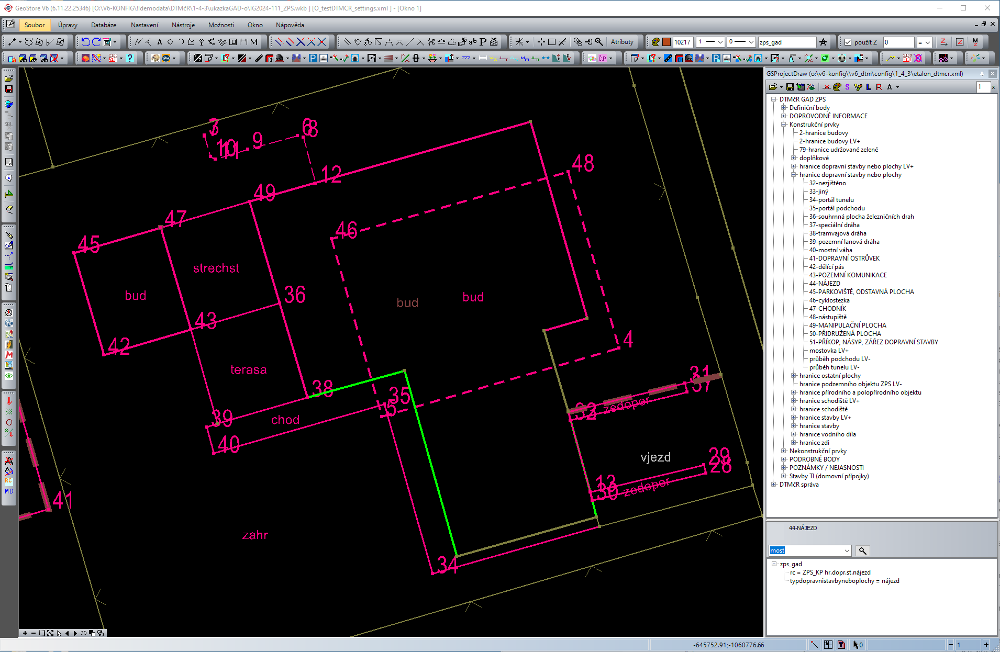 GeoStore V6 (6.11.22.25346) [O:\V6-KONFIG\!!demodata\DTMčR\1-4-3\ukazkaGAD-o\IG2024-111_ZPS.wkb ] [O_testDTMCR_settings.xml ] - [Okno 1]
Soubor Úpravy Databáze Nastavení Nástroje Možnosti Okno Nápověda
Atributy 10217 1 0 zps_gad použít Z 0 =
GSProjectDraw (o:\v6-konfig\\v6_dtm\config\1_4_3\etalon_dtmcr.xml)
S L R A 1 x
DTMčR GAD ZPS
Definiční body
DOPROVODNÉ INFORMACE
Konstrukční prvky
2-hranice budovy
2-hranice budovy LV+
79-hranice udržované zeleně
doplňkové
hranice dopravní stavby nebo plochy LV+
hranice dopravní stavby nebo plochy
32-nezjištěno
33-jiný
34-portál tunelu
35-portál podchodu
36-souhrnná plocha železničních drah
37-speciální dráha
38-tramvajová dráha
39-pozemní lanová dráha
40-mostní váha
41-DOPRAVNÍ OSTRŮVEK
42-dělící pás
43-POZEMNÍ KOMUNIKACE
44-NÁJEZD
45-PARKOVIŠTĚ, ODSTAVNÁ PLOCHA
46-cyklostezka
47-CHODNÍK
48-nástupiště
49-MANIPULAČNÍ PLOCHA
50-PŘIDRUŽENÁ PLOCHA
51-PŘÍKOP, NÁSYP, ZÁŘEZ DOPRAVNÍ STAVBY
mostovka LV+
průběh podchodu LV-
průběh tunelu LV-
hranice ostatní plochy
hranice podzemního objektu ZPS LV-
hranice přírodního a polopřírodního objektu
hranice schodiště LV+
hranice schodiště
hranice stavby LV+
hranice stavby
hranice vodního díla
hranice zdi
Nekonstrukční prvky
PODROBNÉ BODY
POZNÁMKY / NEJASNOSTI
Stavby TI (domovní přípojky)
DTMčR správa
44-NÁJEZD
most
zps_gad
rc = ZPS_KP hr.dopr.st.nájezd
typdopravnistavbyneboplochy = nájezd
9
12
48
49
47
46
45
strechst
bud
bud
bud
36
43
42
4
terasa
38
35
31
37
zedoper
39
chod
5
40
vjezd
29
28
13
30
zedoper
41
zahr
34
SQL
RC
MD
3D
-645752.91;-1060776.66
0
1